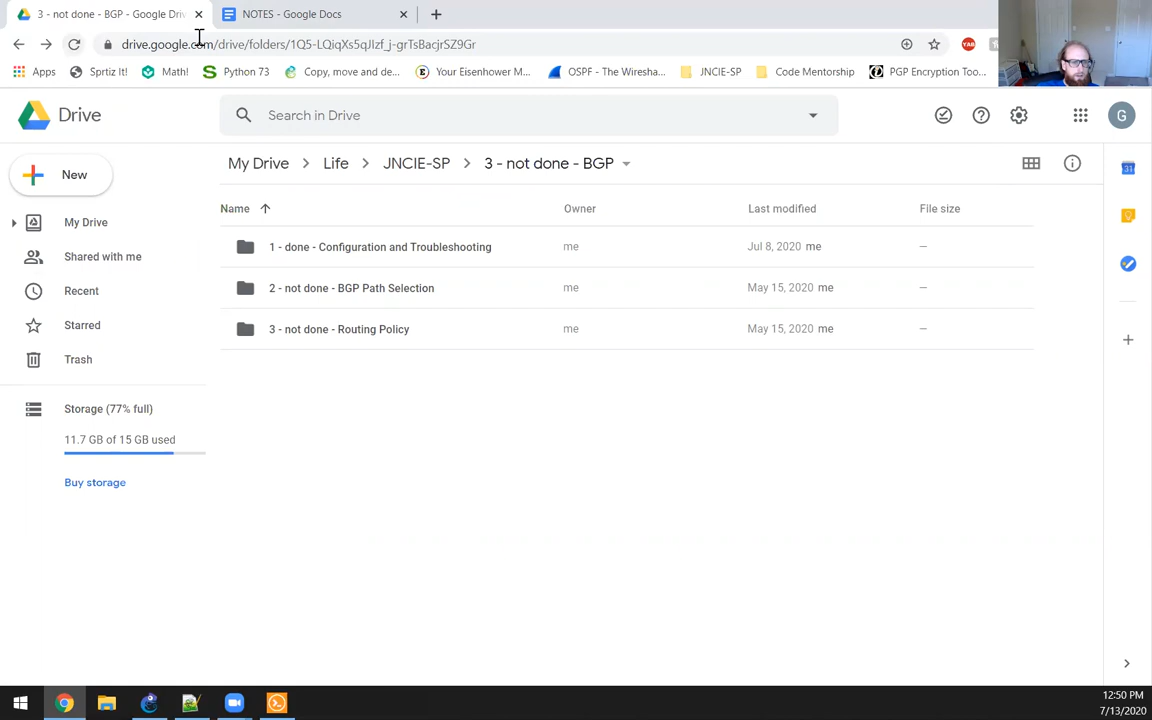 3 - not done - BGP - Google Driv
NOTES - Google Docs
drive.google.com/drive/folders/1Q5-LQiqXs5qJIzf_j-grTsBacjrSZ9Gr
Apps
Sprtiz It!
Math!
Python 73
Copy, move and de...
Your Eisenhower M...
OSPF - The Wiresha...
JNCIE-SP
Code Mentorship
PGP Encryption Too...
Drive
Search in Drive
G
New
My Drive
Life
JNCIE-SP
3 - not done - BGP
31
Name
Owner
Last modified
File size
My Drive
Shared with me
Recent
Starred
Trash
1 - done - Configuration and Troubleshooting
me
Jul 8, 2020 me
—
2 - not done - BGP Path Selection
me
May 15, 2020 me
—
3 - not done - Routing Policy
me
May 15, 2020 me
—
Storage (77% full)
11.7 GB of 15 GB used
Buy storage
12:50 PM
7/13/2020